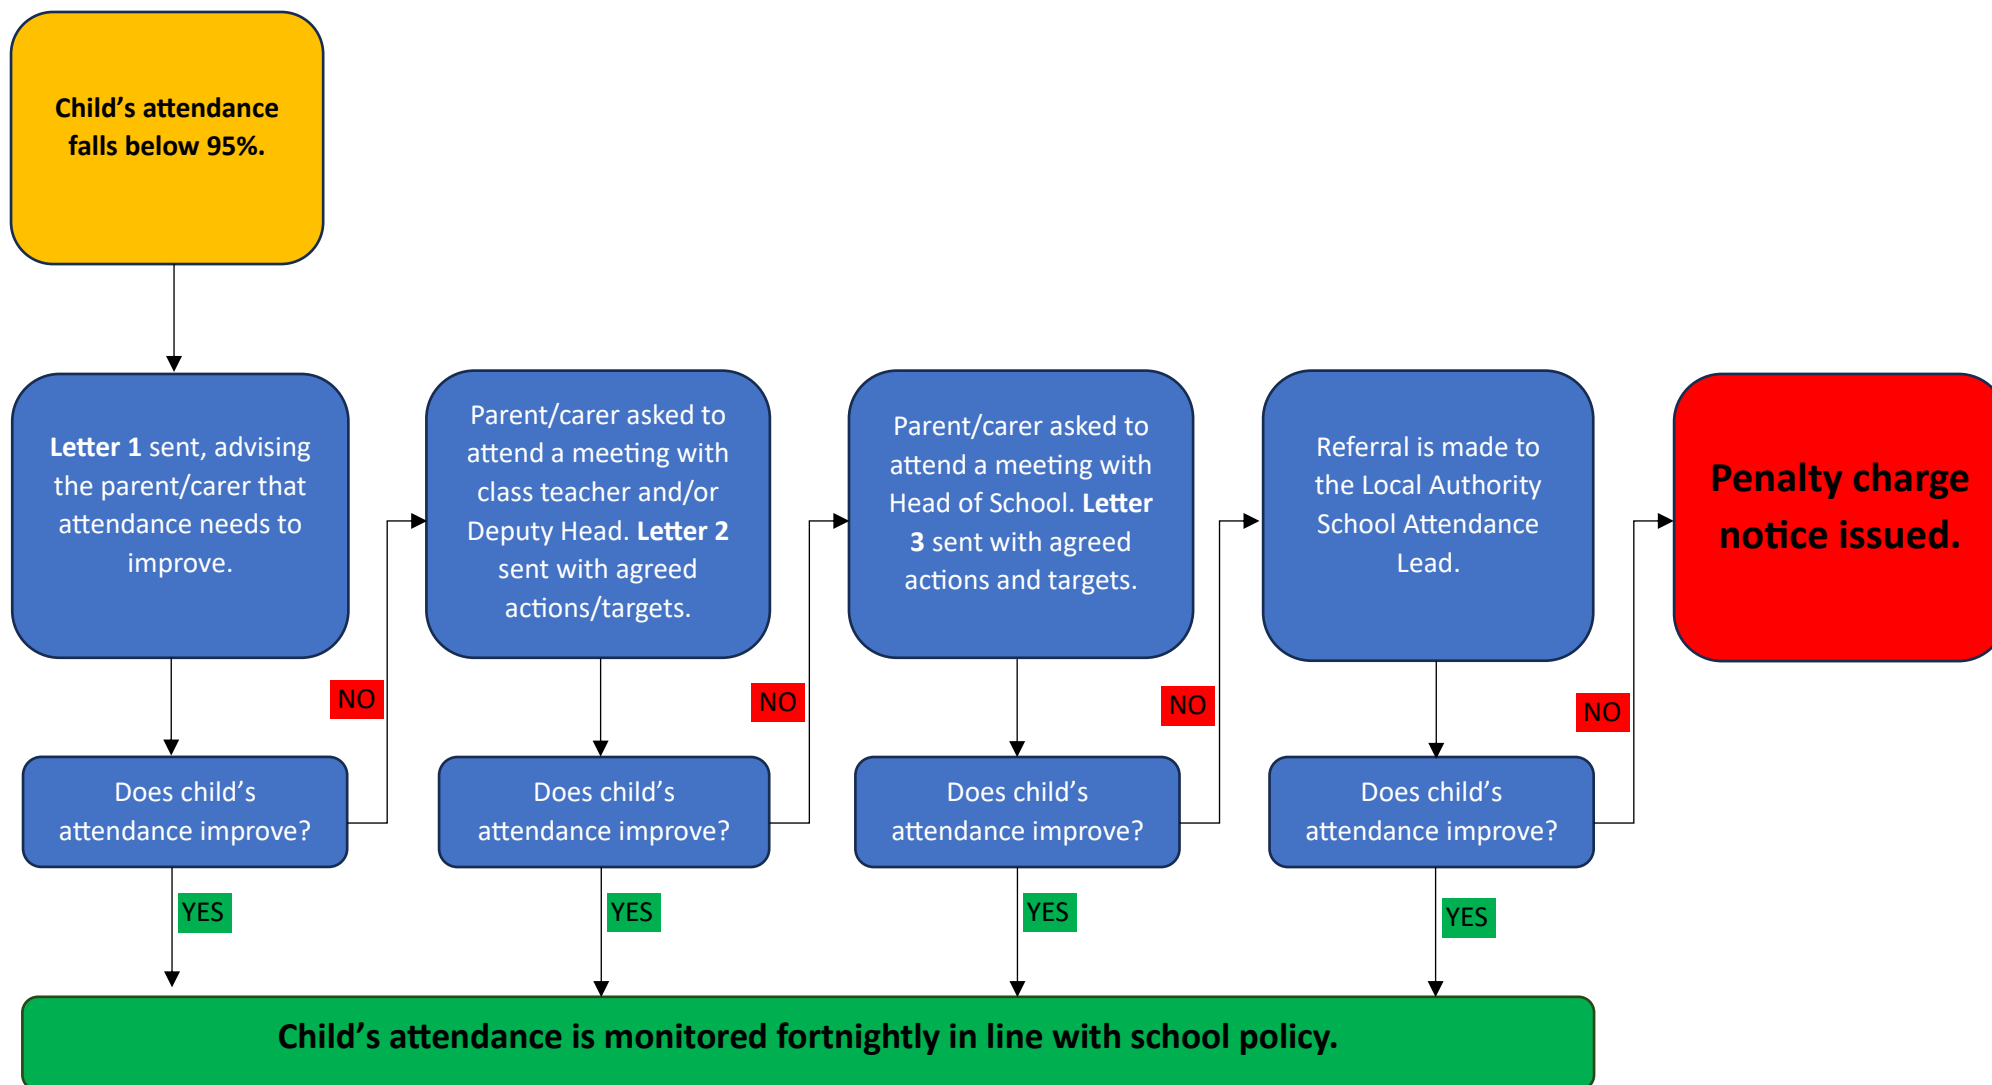 Child’s attendance
falls below 95%.
Letter 1 sent, advising
the parent/carer that
attendance needs to
improve.
Parent/carer asked to
attend a meeting with
class teacher and/or
Deputy Head. Letter 2
sent with agreed
actions/targets.
Parent/carer asked to
attend a meeting with
Head of School. Letter
3 sent with agreed
actions and targets.
Referral is made to
the Local Authority
School Attendance
Lead.
Penalty charge
notice issued.
NO
NO
NO
NO
Does child’s
attendance improve?
Does child’s
attendance improve?
Does child’s
attendance improve?
Does child’s
attendance improve?
YES
YES
YES
YES
Child’s attendance is monitored fortnightly in line with school policy.